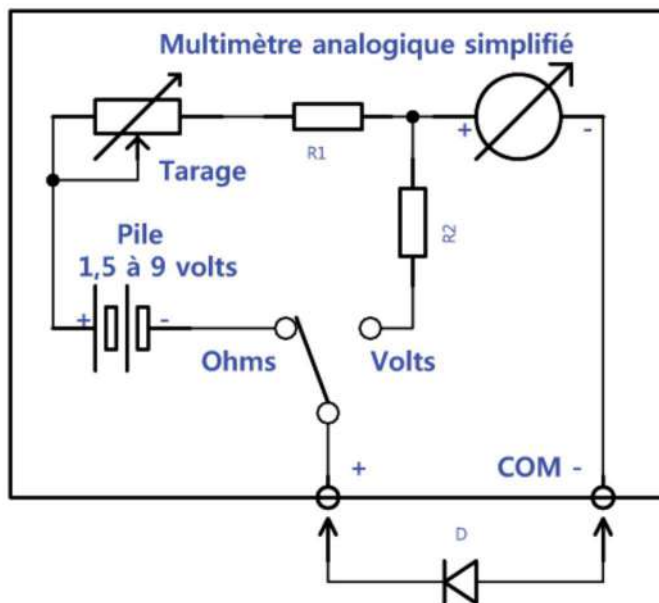 Multimètre analogique simplifié
+ -
R1
Tarage
R2
Pile
1,5 à 9 volts
+ -
Ohms Volts
+ COM -
D